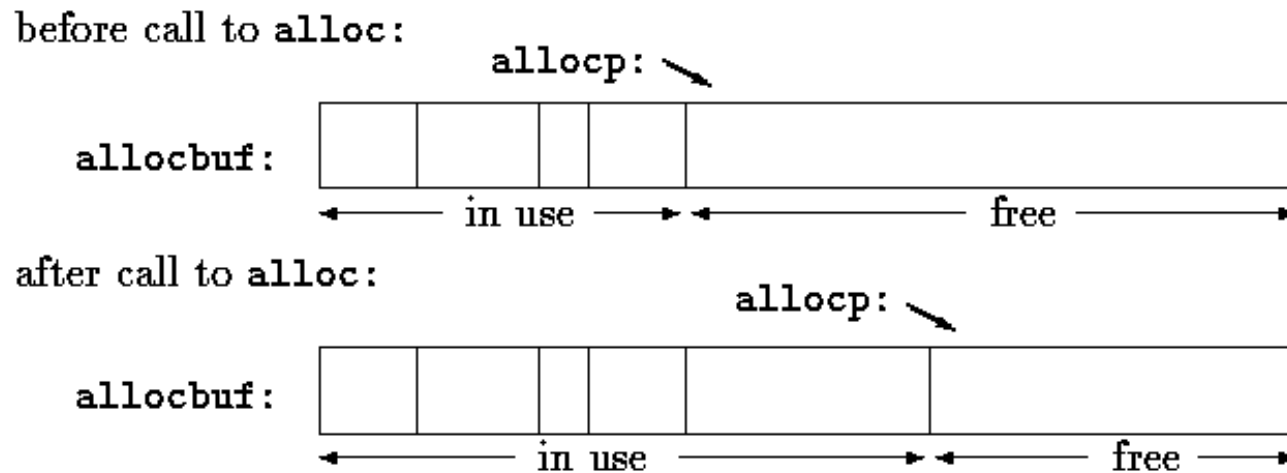 before call to alloc:
allocp:
allocbuf:
in use
free
after call to alloc:
allocp:
allocbuf:
in use
free